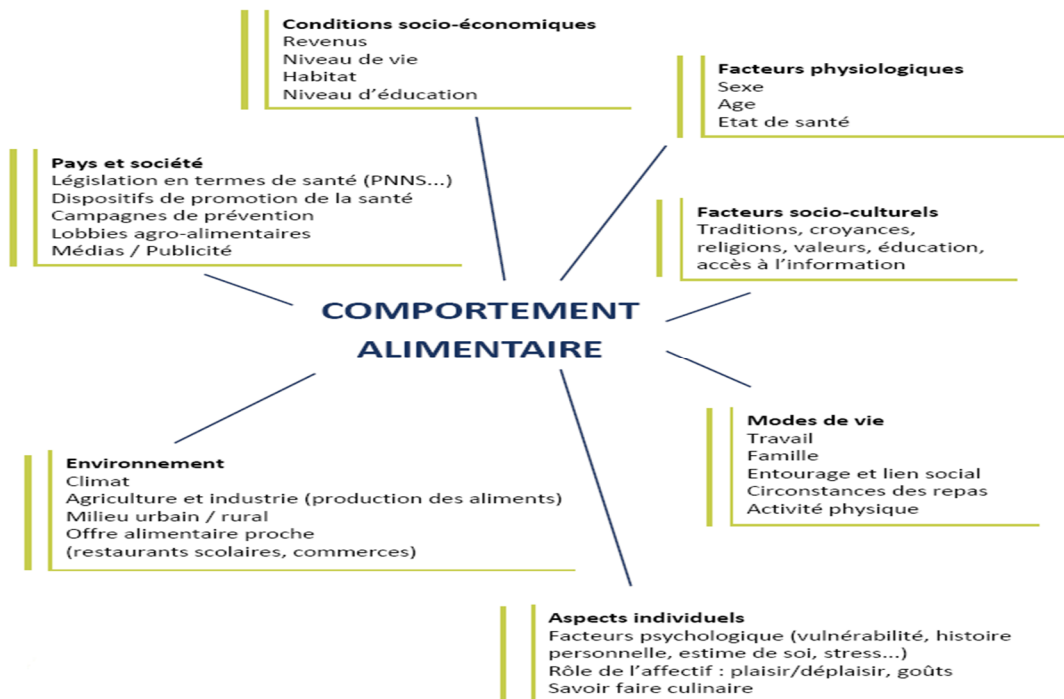 Conditions socio-économiques
Revenus
Niveau de vie
Habitat
Niveau d'éducation
Facteurs physiologiques
Sexe
Age
Etat de santé
Pays et société
Législation en termes de santé (PNNS...)
Dispositifs de promotion de la santé
Campagnes de prévention
Lobbies agro-alimentaires
Médias / Publicité
Facteurs socio-culturels
Traditions, croyances,
religions, valeurs, éducation,
accès à l'information
COMPORTEMENT
ALIMENTAIRE
Modes de vie
Travail
Famille
Entourage et lien social
Circonstances des repas
Activité physique
Environnement
Climat
Agriculture et industrie (production des aliments)
Milieu urbain / rural
Offre alimentaire proche
(restaurants scolaires, commerces)
Aspects individuels
Facteurs psychologique (vulnérabilité, histoire
personnelle, estime de soi, stress...)
Rôle de l'affectif : plaisir/déplaisir, goûts
Savoir faire culinaire